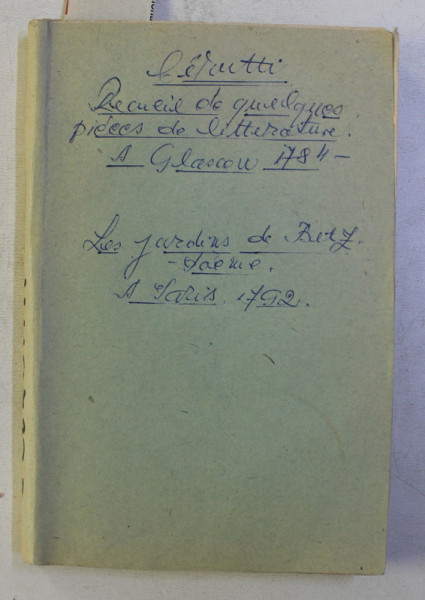 Cérutti
Recueil de quelques
pièces de littérature.
A Glascow 1784 -
Les jardins de Betz.
- Poème.
A Paris. 1792.